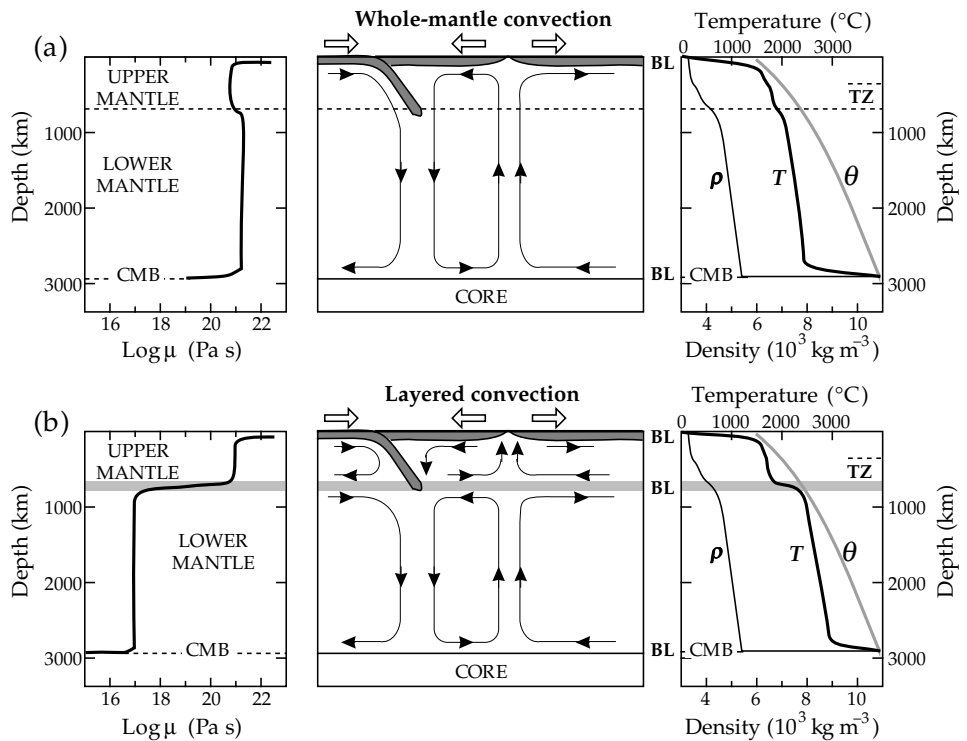 (a)
Whole-mantle convection
UPPER
MANTLE
LOWER
MANTLE
CMB
Depth (km)
1000
2000
3000
16 18 20 22
Log μ (Pa s)
CORE
BL
BL
Temperature (°C)
0 1000 2000 3000
TZ
ρ
T
θ
CMB
1000
2000
3000
Depth (km)
4 6 8 10
Density (10³ kg m⁻³)
(b)
Layered convection
UPPER
MANTLE
LOWER
MANTLE
CMB
Depth (km)
1000
2000
3000
16 18 20 22
Log μ (Pa s)
CORE
BL
BL
BL
Temperature (°C)
0 1000 2000 3000
TZ
ρ
T
θ
CMB
1000
2000
3000
Depth (km)
4 6 8 10
Density (10³ kg m⁻³)